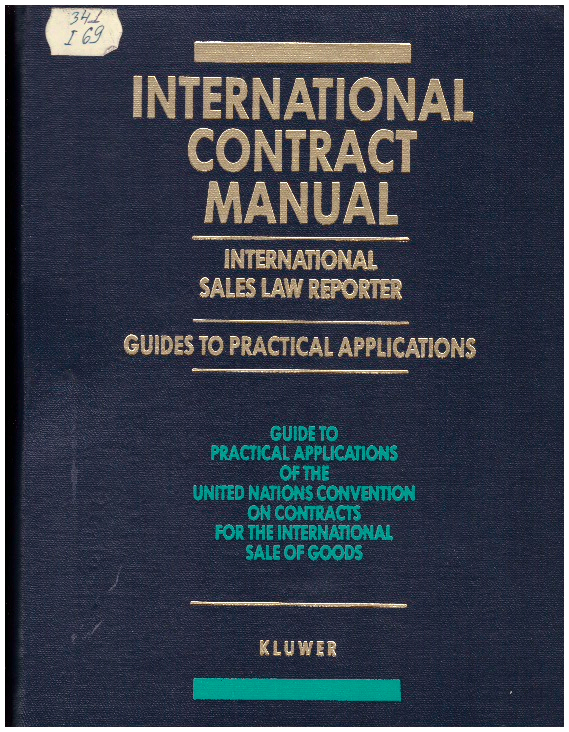 341
I 69
INTERNATIONAL
CONTRACT
MANUAL
INTERNATIONAL
SALES LAW REPORTER
GUIDES TO PRACTICAL APPLICATIONS
GUIDE TO
PRACTICAL APPLICATIONS
OF THE
UNITED NATIONS CONVENTION
ON CONTRACTS
FOR THE INTERNATIONAL
SALE OF GOODS
KLUWER